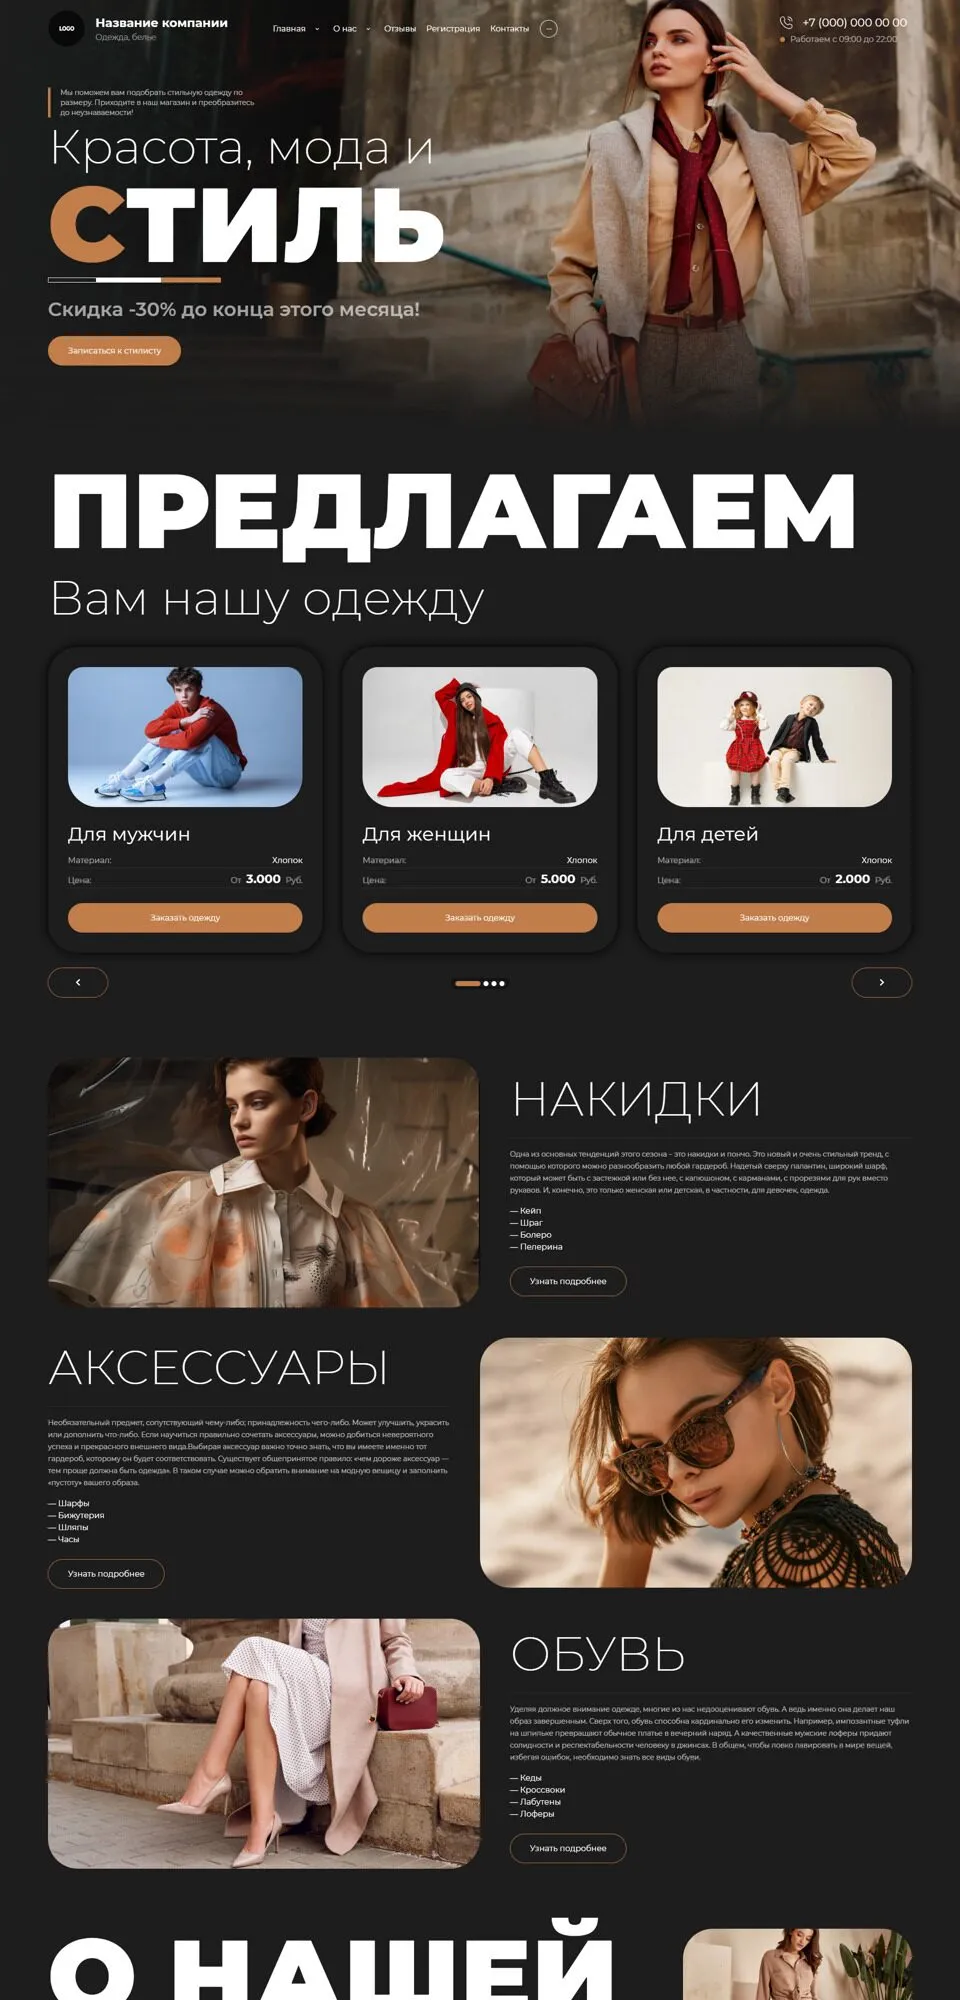 LOGO
Название компании
Одежда, белье
Главная
О нас
Отзывы
Регистрация
Контакты
+7 (000) 000 00 00
Работаем с 09:00 до 22:00
Мы поможем вам подобрать стильную одежду по
размеру. Приходите в наш магазин и преобразитесь
до неузнаваемости!
Красота, мода и
СТИЛЬ
Скидка -30% до конца этого месяца!
Записаться к стилисту
ПРЕДЛАГАЕМ
Вам нашу одежду
Для мужчин
Материал: Хлопок
Цена: От 3.000 Руб.
Заказать одежду
Для женщин
Материал: Хлопок
Цена: От 5.000 Руб.
Заказать одежду
Для детей
Материал: Хлопок
Цена: От 2.000 Руб.
Заказать одежду
НАКИДКИ
Одна из основных тенденций этого сезона – это накидки и пончо. Это новый и очень стильный тренд, с
помощью которого можно разнообразить любой гардероб. Надетый сверху палантин, широкий шарф,
который может быть с застежкой или без нее, с капюшоном, с карманами, с прорезями для рук вместо
рукавов. И, конечно, это только женская или детская, в частности, для девочек, одежда.
— Кейп
— Шраг
— Болеро
— Пелерина
Узнать подробнее
АКСЕССУАРЫ
Необязательный предмет, сопутствующий чему-либо; принадлежность чего-либо. Может улучшить, украсить
или дополнить что-либо. Если научиться правильно сочетать аксессуары, можно добиться невероятного
успеха и прекрасного внешнего вида.Выбирая аксессуар важно точно знать, что вы имеете именно тот
гардероб, которому он будет соответствовать. Существует общепринятое правило: «чем дороже аксессуар —
тем проще должна быть одежда». В таком случае можно обратить внимание на модную вещицу и заполнить
«пустоту» вашего образа.
— Шарфы
— Бижутерия
— Шляпы
— Часы
Узнать подробнее
ОБУВЬ
Уделяя должное внимание одежде, многие из нас недооценивают обувь. А ведь именно она делает наш
образ завершенным. Сверх того, обувь способна кардинально его изменить. Например, импозантные туфли
на шпильке превращают обычное платье в вечерний наряд. А качественные мужские лоферы придают
солидности и респектабельности человеку в джинсах. В общем, чтобы ловко лавировать в мире вещей,
избегая ошибок, необходимо знать все виды обуви.
— Кеды
— Кроссвоки
— Лабутены
— Лоферы
Узнать подробнее
О НАШЕЙ